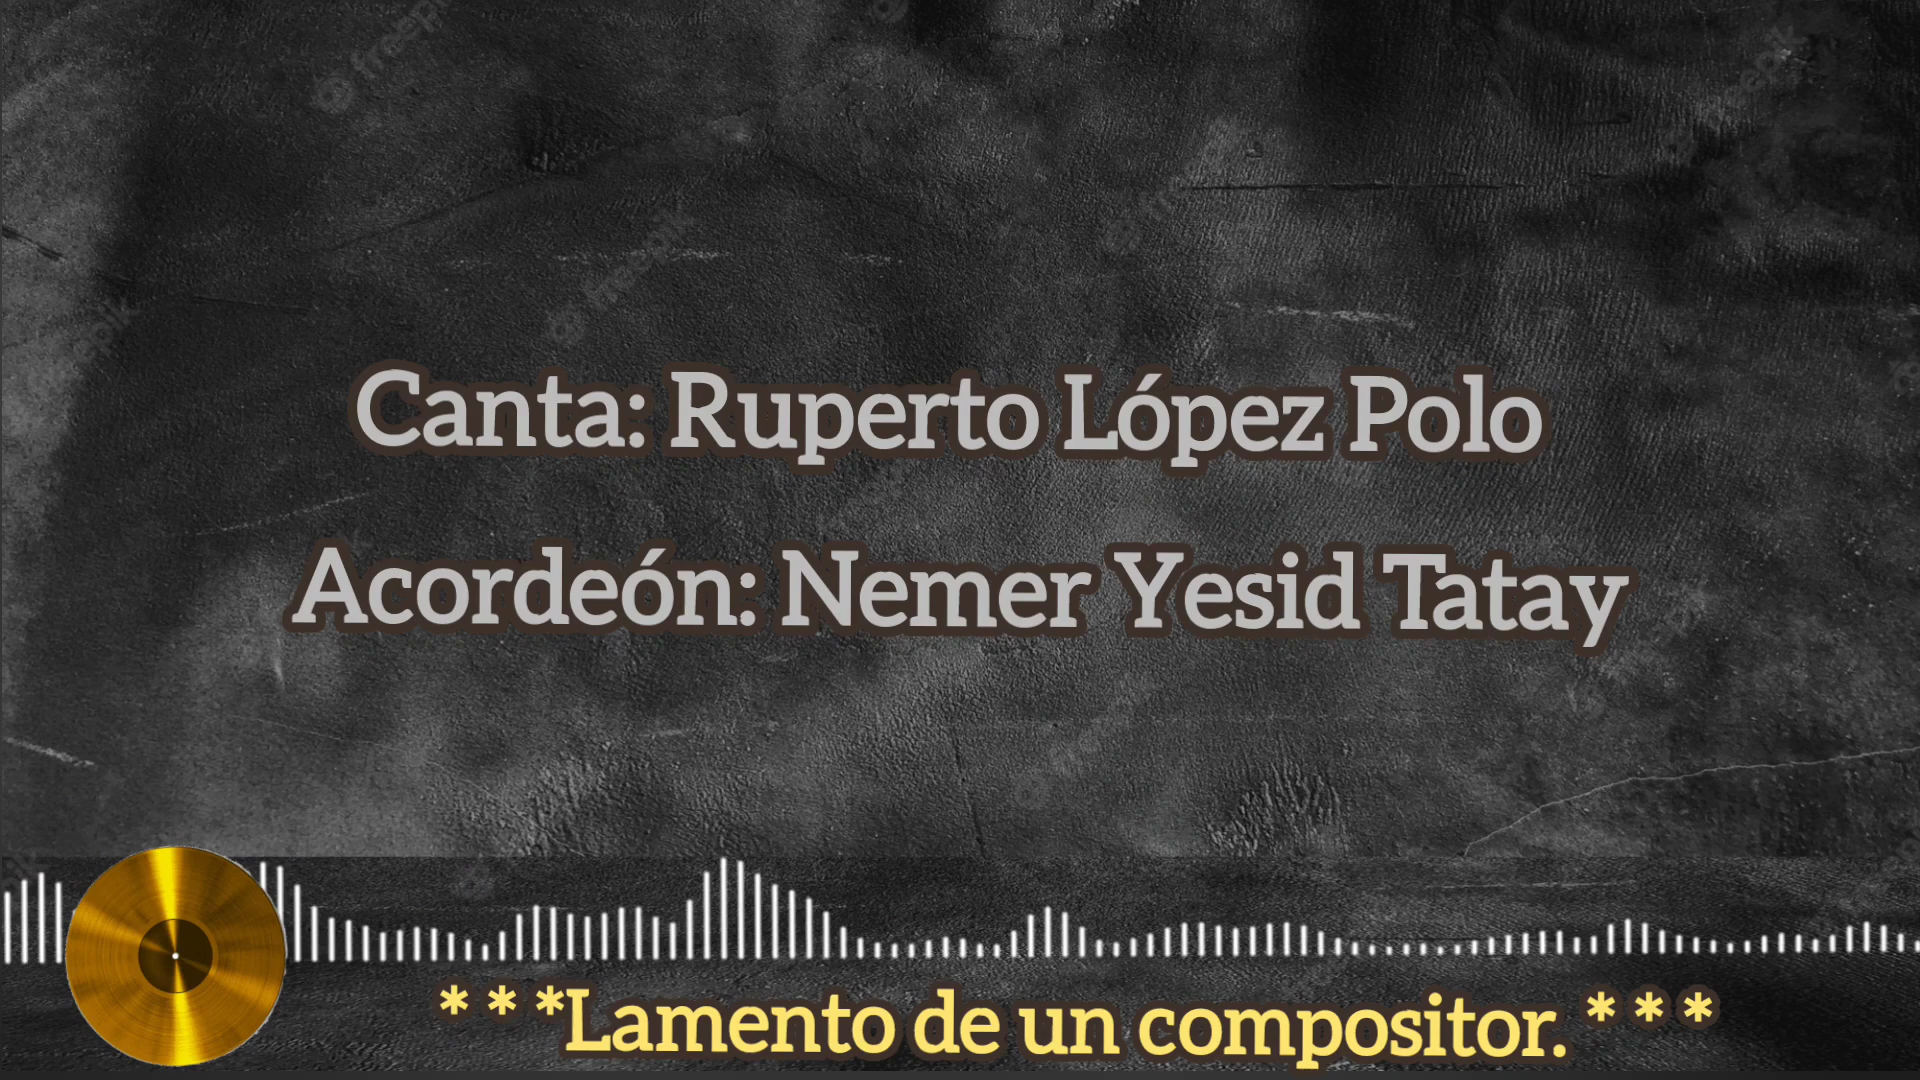 Canta: Ruperto López Polo
Acordeón: Nemer Yesid Tatay
* * *Lamento de un compositor. * * *